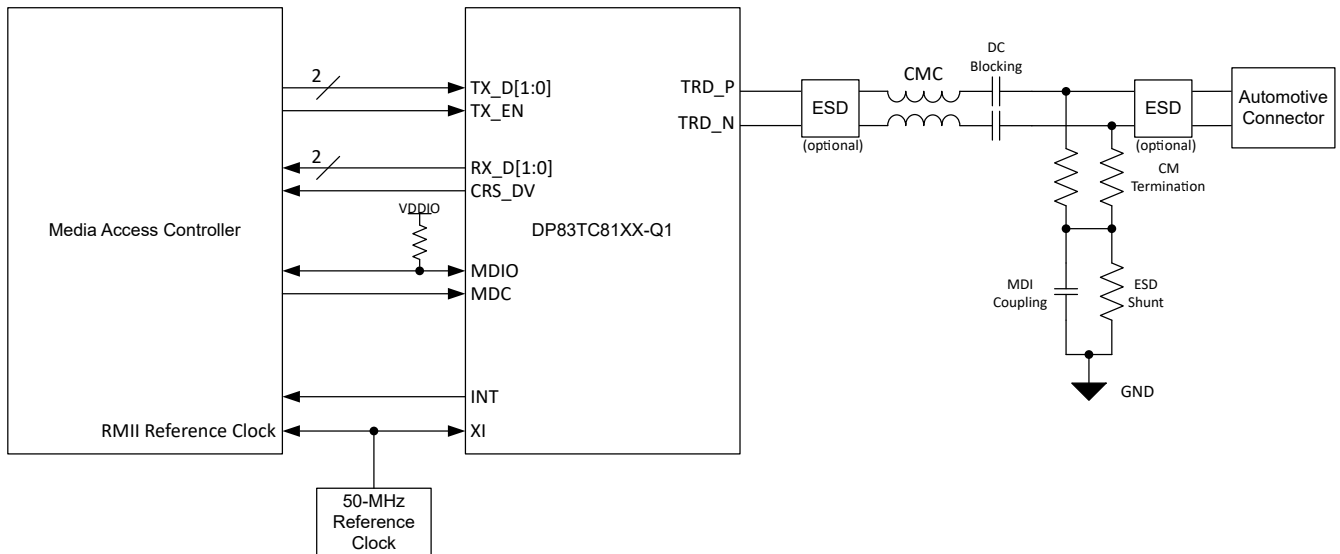 Media Access Controller
RMII Reference Clock
2
2
VDDIO
50-MHz
Reference
Clock
TX_D[1:0]
TX_EN
RX_D[1:0]
CRS_DV
MDIO
MDC
INT
XI
DP83TC81XX-Q1
TRD_P
TRD_N
ESD
(optional)
CMC
DC
Blocking
ESD
(optional)
Automotive
Connector
CM
Termination
MDI
Coupling
ESD
Shunt
GND